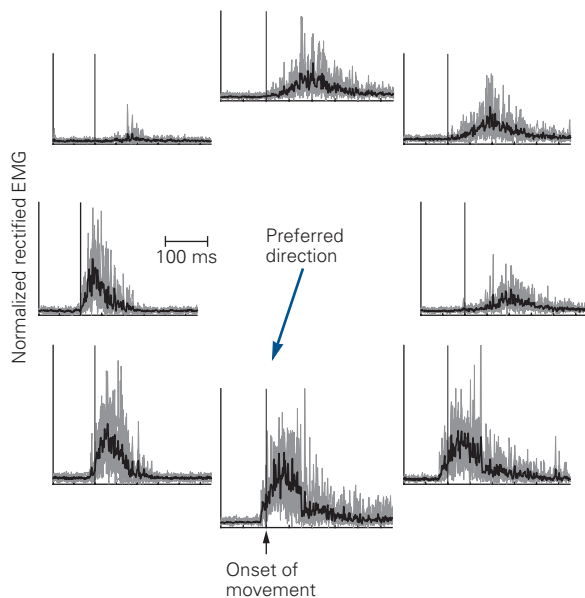 Normalized rectified EMG
100 ms
Preferred
direction
Onset of
movement